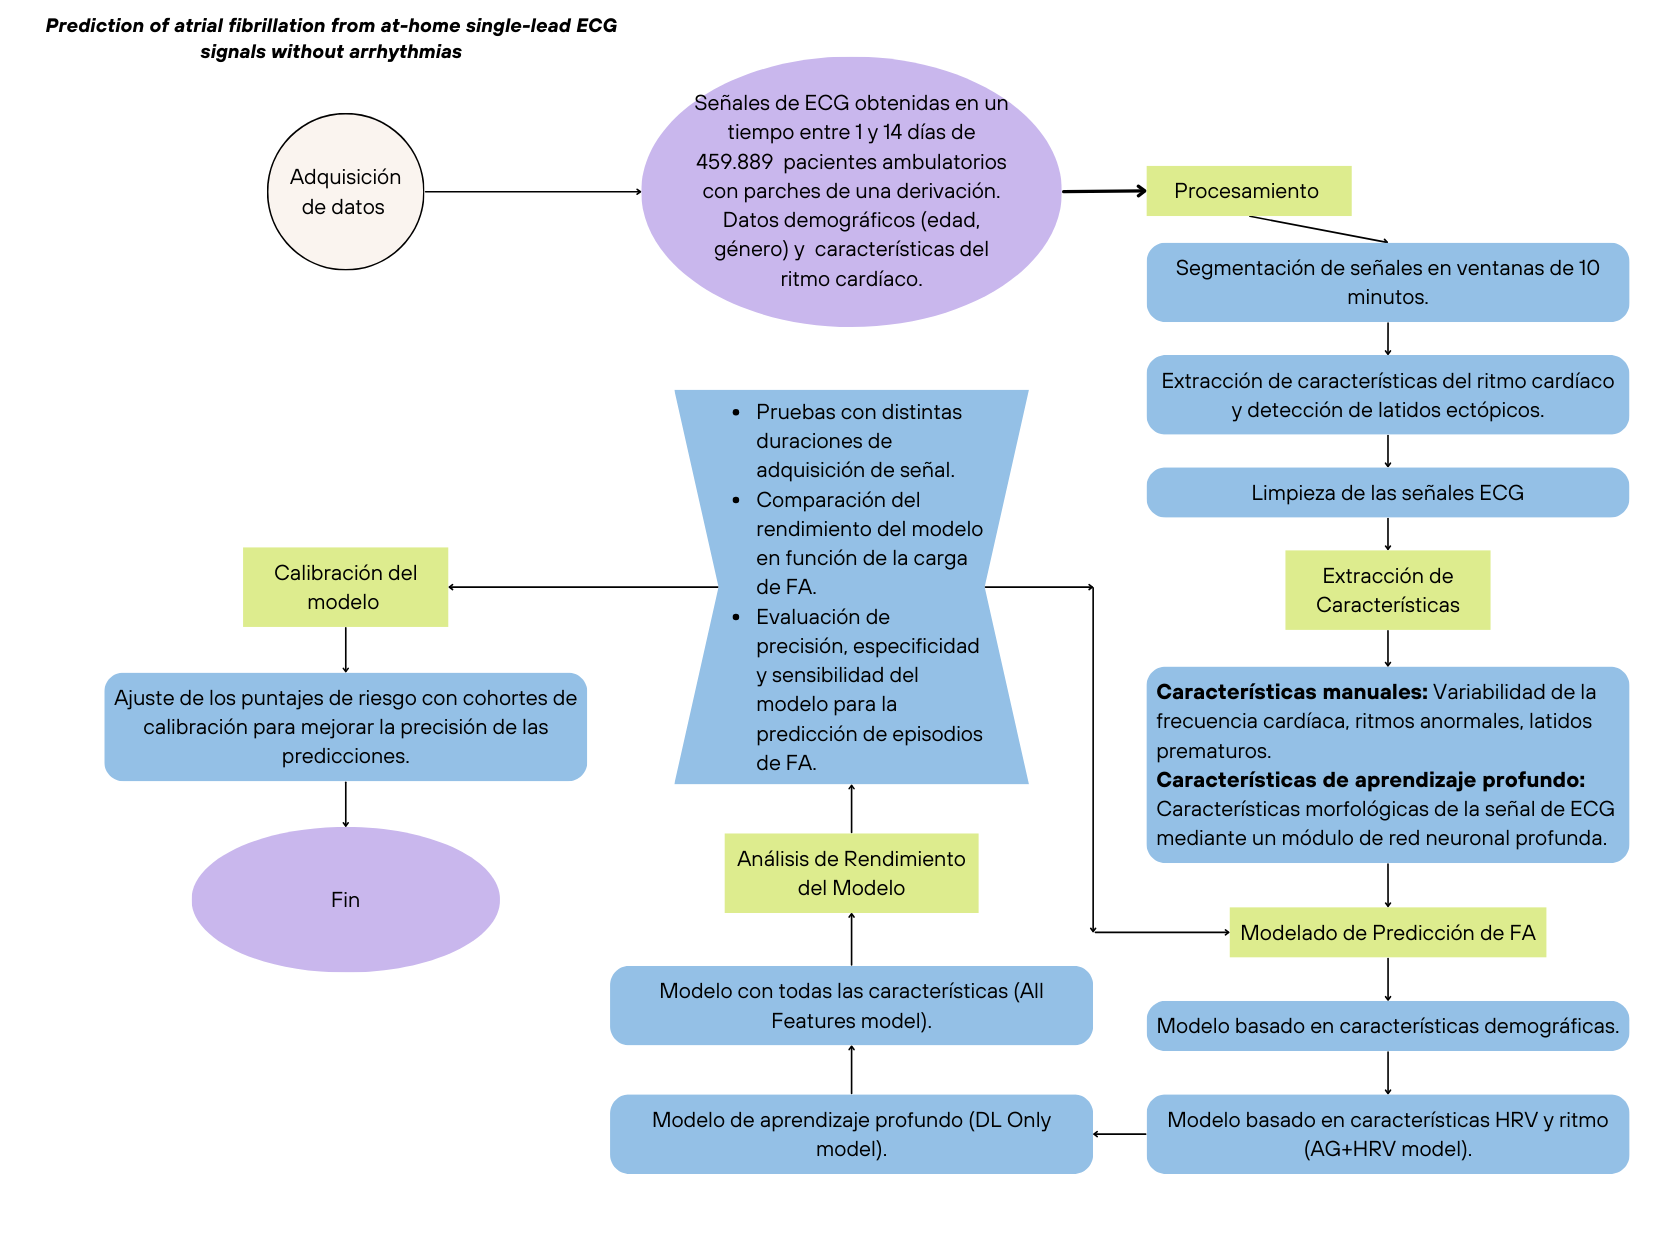 Prediction of atrial fibrillation from at-home single-lead ECG
signals without arrhythmias
Adquisición
de datos
Señales de ECG obtenidas en un
tiempo entre 1 y 14 días de
459.889 pacientes ambulatorios
con parches de una derivación.
Datos demográficos (edad,
género) y características del
ritmo cardíaco.
Procesamiento
Segmentación de señales en ventanas de 10
minutos.
Extracción de características del ritmo cardíaco
y detección de latidos ectópicos.
Limpieza de las señales ECG
Extracción de
Características
Características manuales: Variabilidad de la
frecuencia cardíaca, ritmos anormales, latidos
prematuros.
Características de aprendizaje profundo:
Características morfológicas de la señal de ECG
mediante un módulo de red neuronal profunda.
Modelado de Predicción de FA
Modelo basado en características demográficas.
Modelo basado en características HRV y ritmo
(AG+HRV model).
Modelo de aprendizaje profundo (DL Only
model).
Modelo con todas las características (All
Features model).
Análisis de Rendimiento
del Modelo
• Pruebas con distintas
duraciones de
adquisición de señal.
• Comparación del
rendimiento del modelo
en función de la carga
de FA.
• Evaluación de
precisión, especificidad
y sensibilidad del
modelo para la
predicción de episodios
de FA.
Calibración del
modelo
Ajuste de los puntajes de riesgo con cohortes de
calibración para mejorar la precisión de las
predicciones.
Fin